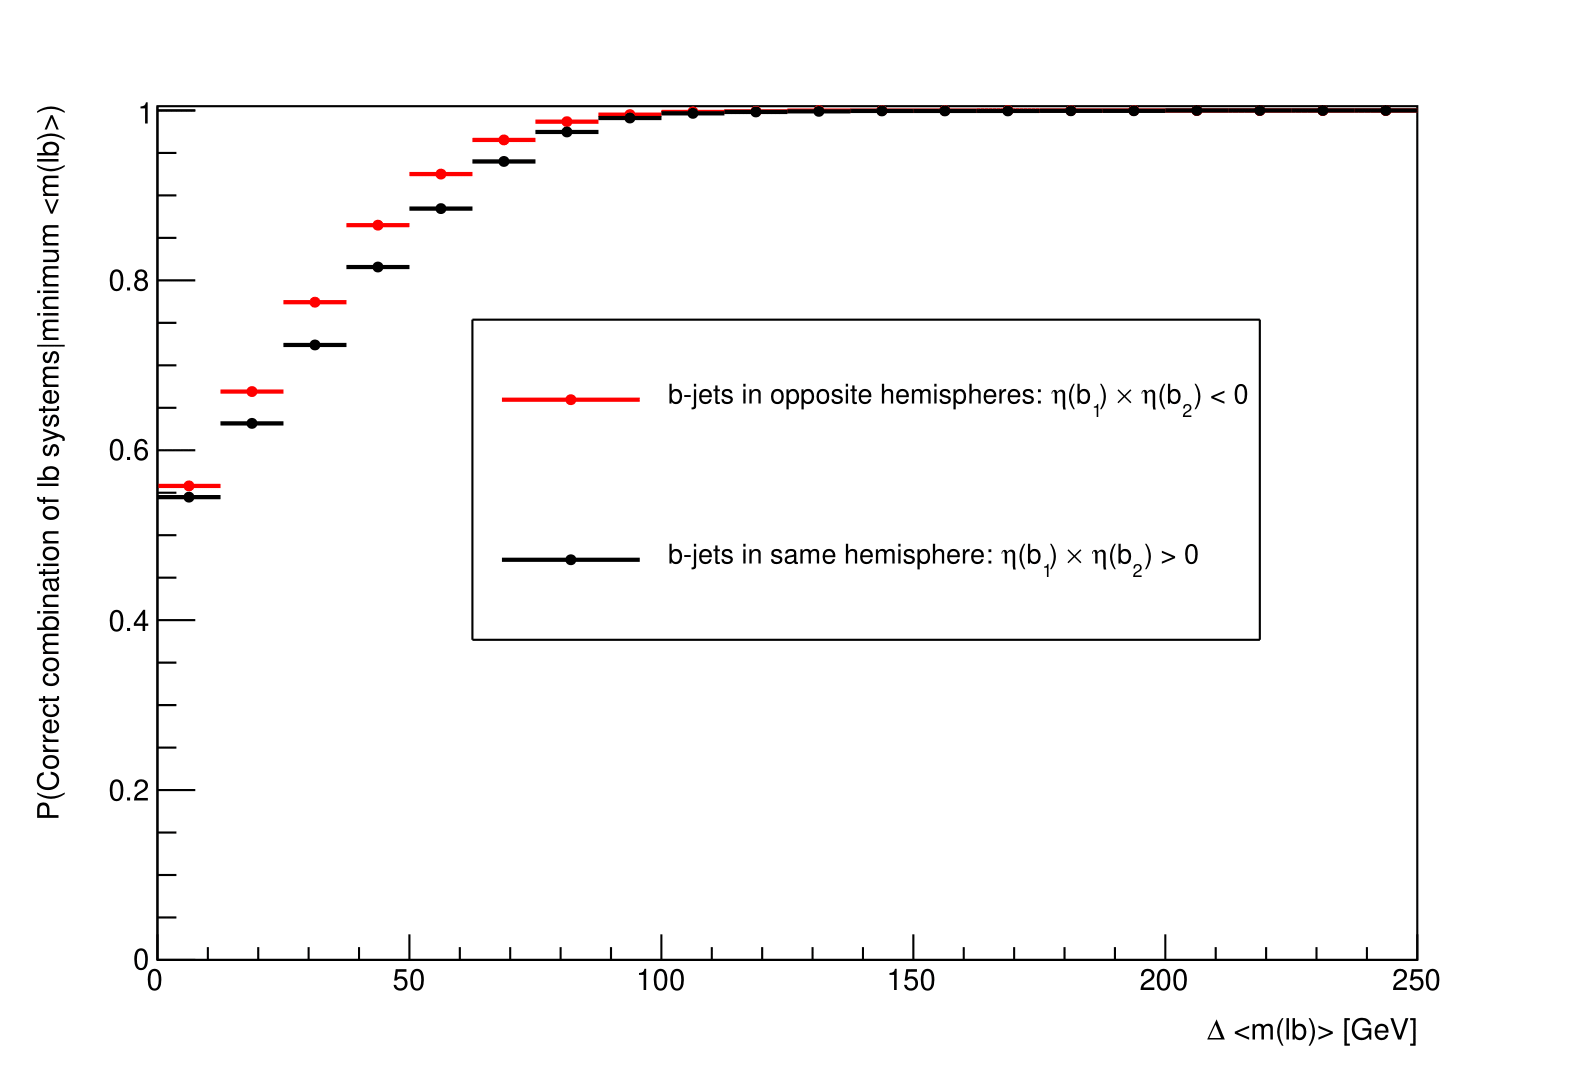 P(Correct combination of lb systems|minimum <m(lb)>)
1
0.8
0.6
0.4
0.2
0
b-jets in opposite hemispheres: η(b₁) × η(b₂) < 0
b-jets in same hemisphere: η(b₁) × η(b₂) > 0
0 50 100 150 200 250
Δ <m(lb)> [GeV]